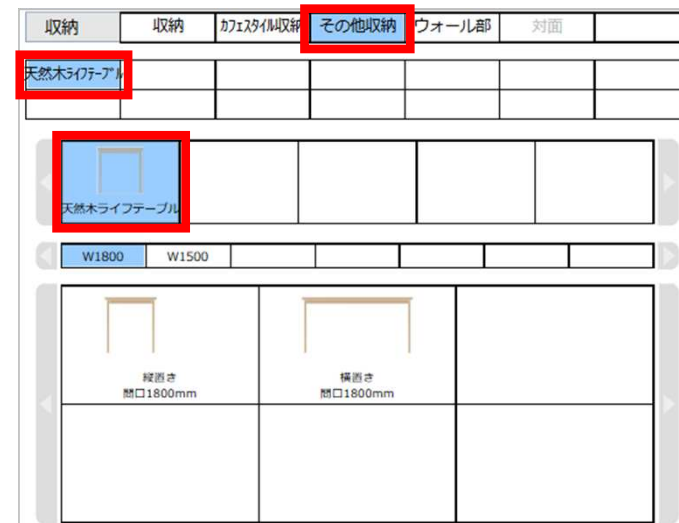 収納 収納 ｶﾌｪｽﾀｲﾙ収納 その他収納 ウォール部 対面
天然木ﾗｲﾌﾃｰﾌﾞﾙ
天然木ライフテーブル
W1800 W1500
縦置き 横置き
間口1800mm 間口1800mm